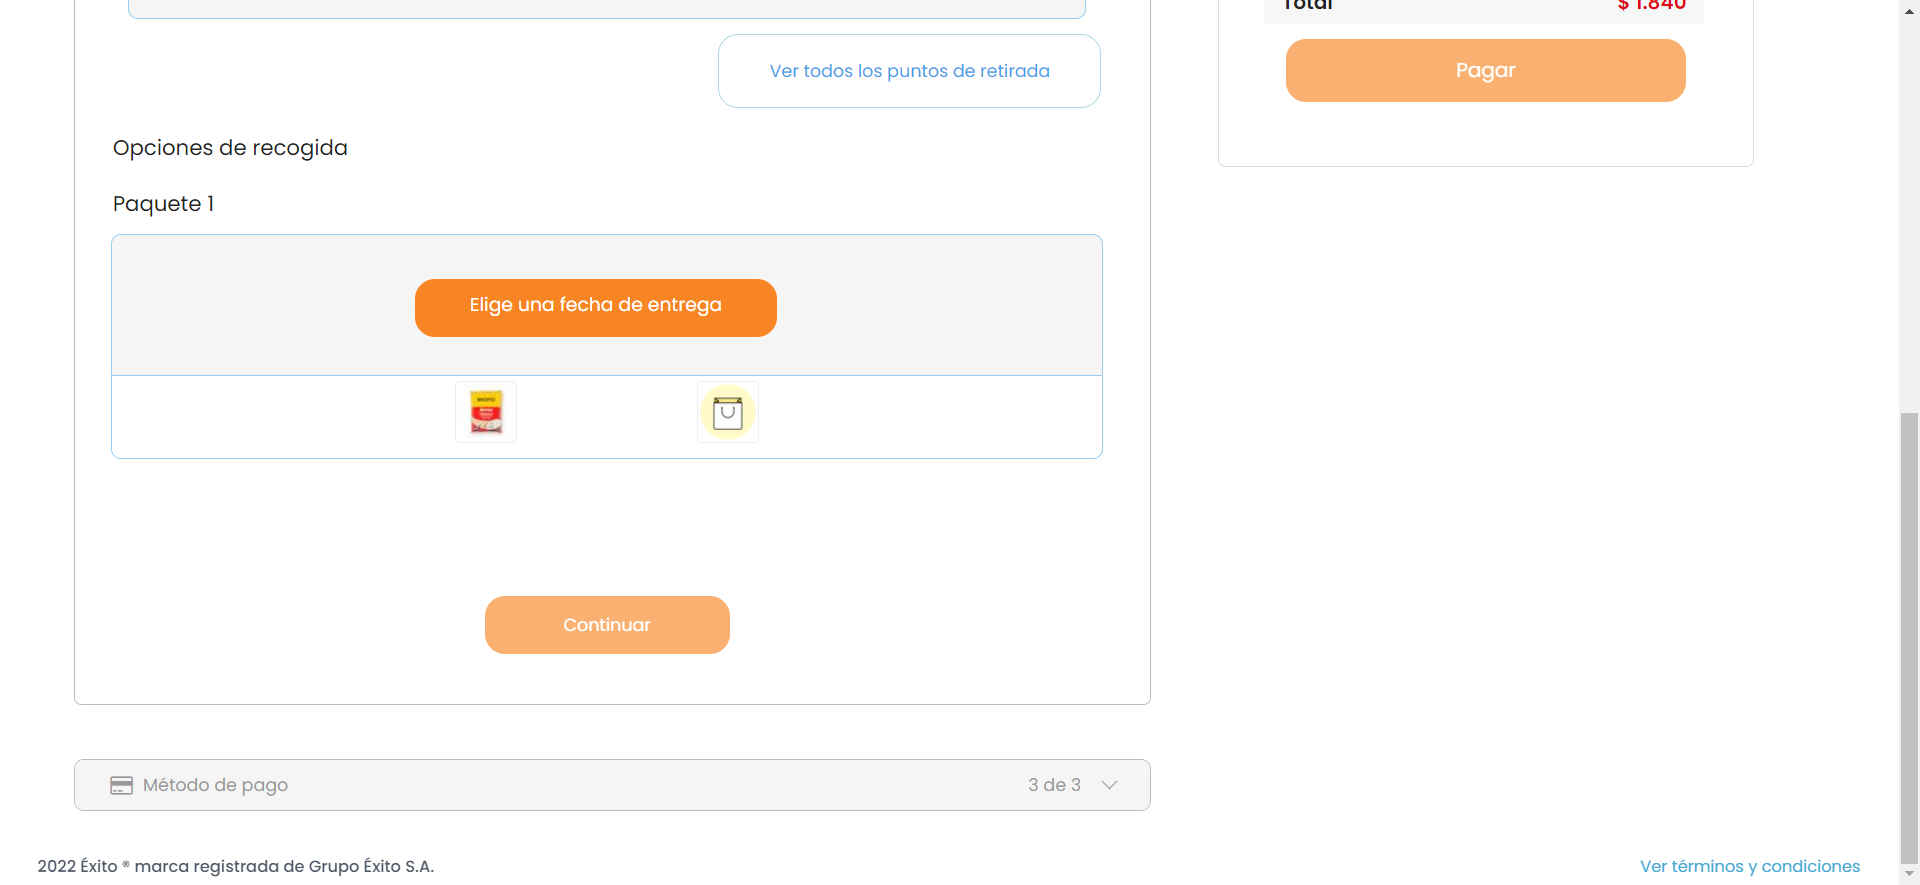 Total $ 1.840
Ver todos los puntos de retirada
Pagar
Opciones de recogida
Paquete 1
Elige una fecha de entrega
Continuar
Método de pago 3 de 3
2022 Éxito ® marca registrada de Grupo Éxito S.A.
Ver términos y condiciones